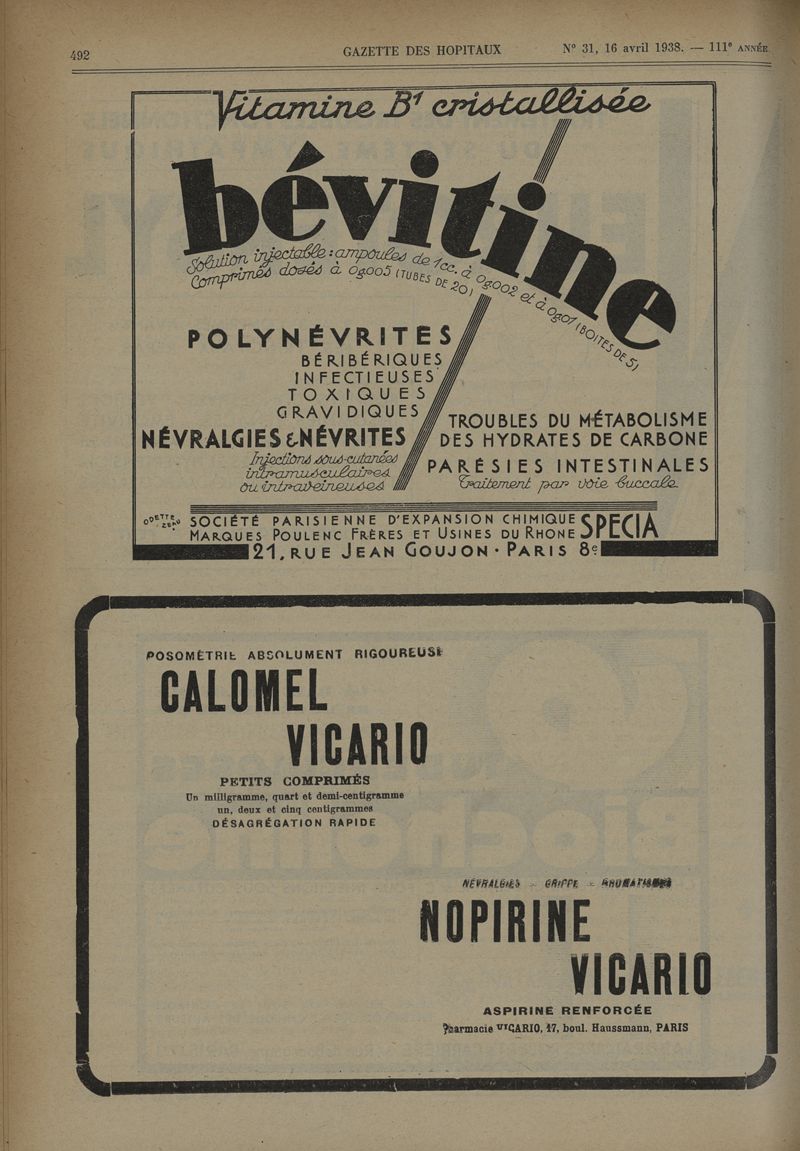 492 GAZETTE DES HOPITAUX Nº 31, 16 avril 1938. — 111e ANNÉE
Vitamine B1 cristallisée
bévitine
Solution injectable : ampoules de 1cc. à 0g002 et à 0g01 (BOITES DE 5)
Comprimés dosés à 0g005 (TUBES DE 20)
POLYNÉVRITES
BÉRIBÉRIQUES
INFECTIEUSES
TOXIQUES
GRAVIDIQUES
NÉVRALGIES & NÉVRITES
Injections sous-cutanées
intramusculaires
ou intraveineuses
TROUBLES DU MÉTABOLISME
DES HYDRATES DE CARBONE
PARÉSIES INTESTINALES
Traitement par voie buccale
ODETTE
SOCIÉTÉ PARISIENNE D'EXPANSION CHIMIQUE SPECIA
MARQUES POULENC FRÈRES ET USINES DU RHONE
21, RUE JEAN GOUJON · PARIS 8e
POSOMÉTRIE ABSOLUMENT RIGOUREUSE
CALOMEL
VICARIO
PETITS COMPRIMÉS
Un milligramme, quart et demi-centigramme
un, deux et cinq centigrammes
DÉSAGRÉGATION RAPIDE
NÉVRALGIES - GRIPPE - RHUMATISMES
NOPIRINE
VICARIO
ASPIRINE RENFORCÉE
Pharmacie VICARIO, 17, boul. Haussmann, PARIS